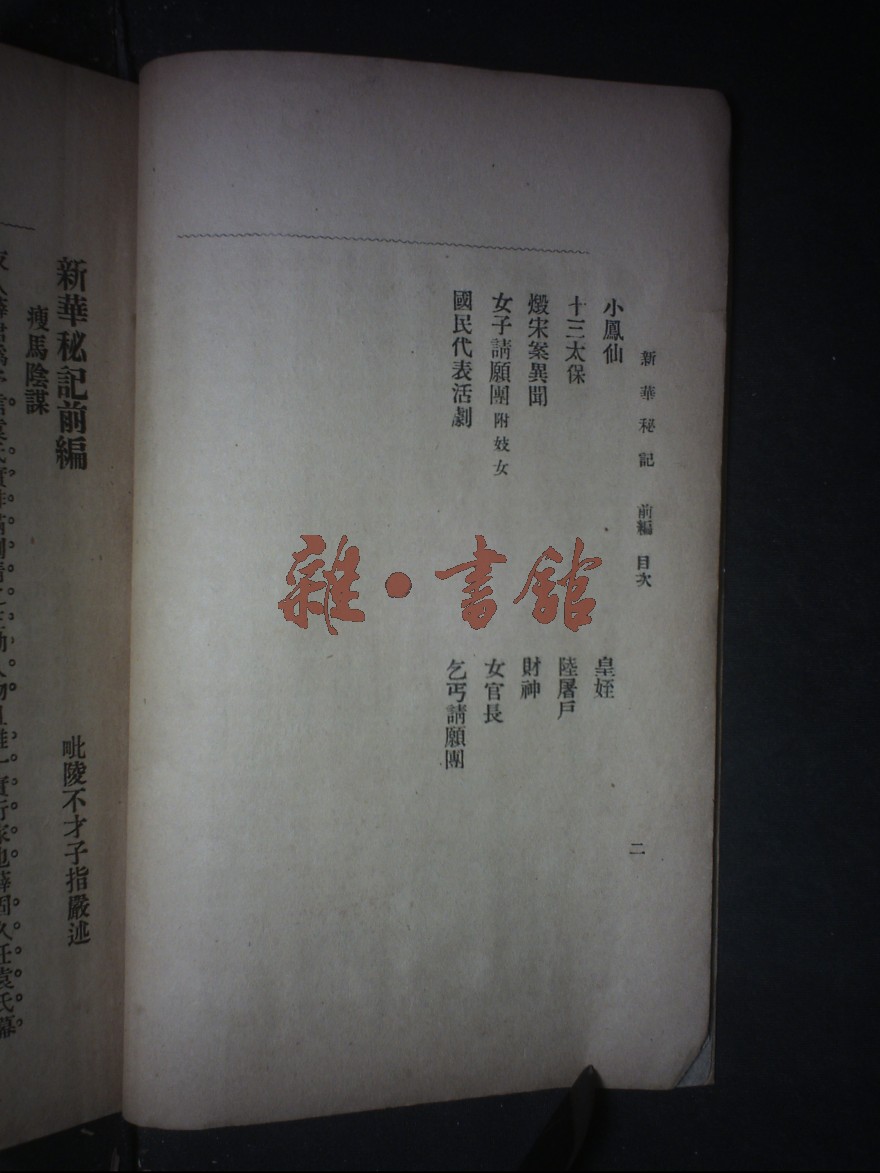 新華秘記 前編 目次
二
小鳳仙
皇姪
十三太保
陸屠戶
燬宋案異聞
財神
女子請願團附妓女
女官長
國民代表活劇
乞丐請願團
雜•書館
新華秘記前編
毗陵不才子指嚴述
瘦馬陰謀